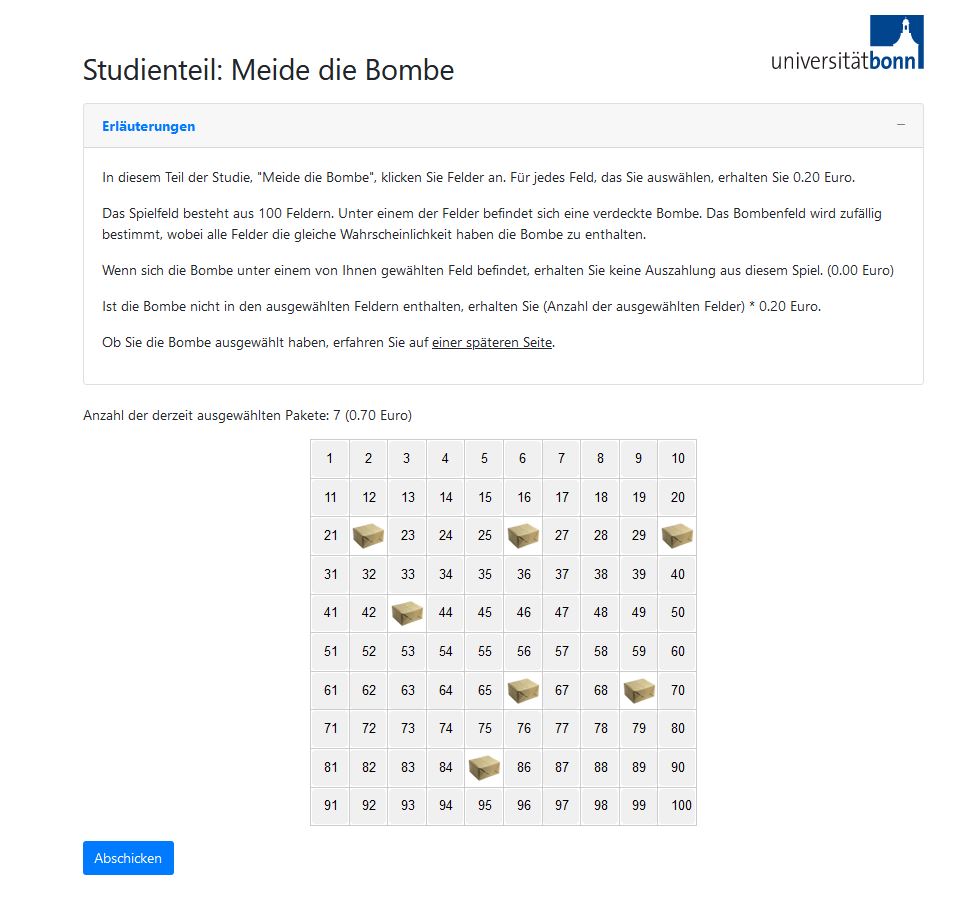 universitätbonn
Studienteil: Meide die Bombe
Erläuterungen
In diesem Teil der Studie, "Meide die Bombe", klicken Sie Felder an. Für jedes Feld, das Sie auswählen, erhalten Sie 0.20 Euro.
Das Spielfeld besteht aus 100 Feldern. Unter einem der Felder befindet sich eine verdeckte Bombe. Das Bombenfeld wird zufällig
bestimmt, wobei alle Felder die gleiche Wahrscheinlichkeit haben die Bombe zu enthalten.
Wenn sich die Bombe unter einem von Ihnen gewählten Feld befindet, erhalten Sie keine Auszahlung aus diesem Spiel. (0.00 Euro)
Ist die Bombe nicht in den ausgewählten Feldern enthalten, erhalten Sie (Anzahl der ausgewählten Felder) * 0.20 Euro.
Ob Sie die Bombe ausgewählt haben, erfahren Sie auf einer späteren Seite.
Anzahl der derzeit ausgewählten Pakete: 7 (0.70 Euro)
1 2 3 4 5 6 7 8 9 10
11 12 13 14 15 16 17 18 19 20
21 23 24 25 27 28 29
31 32 33 34 35 36 37 38 39 40
41 42 44 45 46 47 48 49 50
51 52 53 54 55 56 57 58 59 60
61 62 63 64 65 67 68 70
71 72 73 74 75 76 77 78 79 80
81 82 83 84 86 87 88 89 90
91 92 93 94 95 96 97 98 99 100
Abschicken